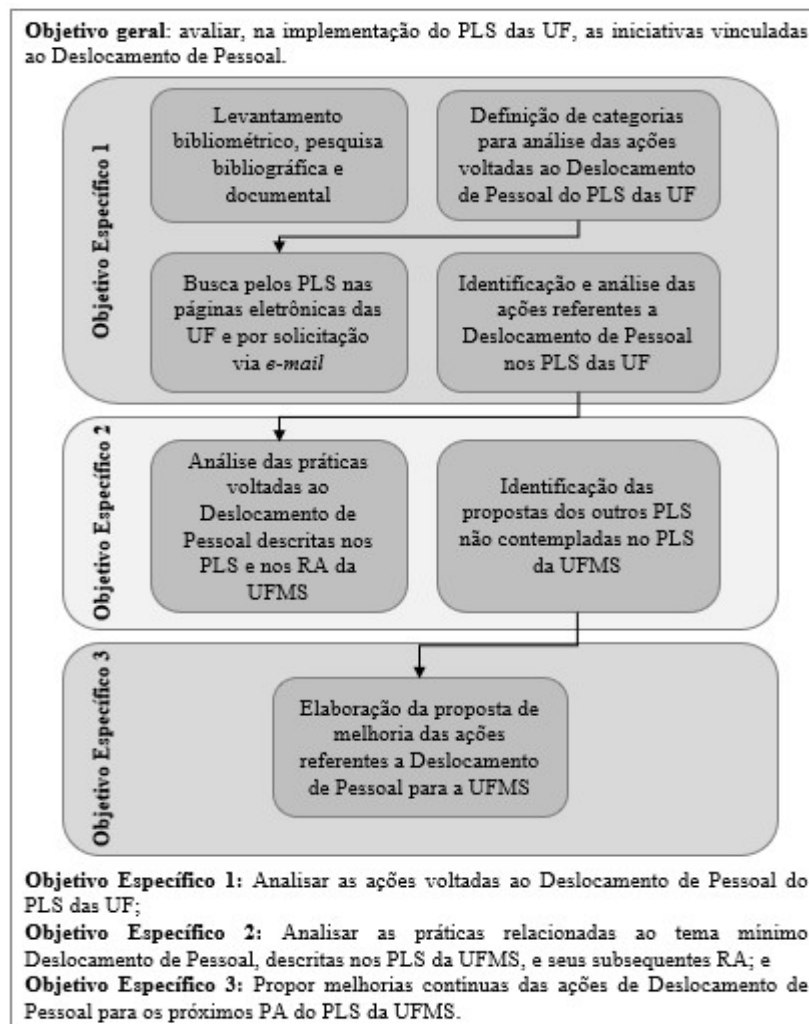 Objetivo geral: avaliar, na implementação do PLS das UF, as iniciativas vinculadas
ao Deslocamento de Pessoal.
Objetivo Específico 1
Levantamento
bibliométrico, pesquisa
bibliográfica e
documental
Definição de categorias
para análise das ações
voltadas ao Deslocamento
de Pessoal do PLS das UF
Busca pelos PLS nas
páginas eletrônicas das
UF e por solicitação
via e-mail
Identificação e análise das
ações referentes a
Deslocamento de Pessoal
nos PLS das UF
Objetivo Específico 2
Análise das práticas
voltadas ao
Deslocamento de
Pessoal descritas nos
PLS e nos RA da
UFMS
Identificação das
propostas dos outros PLS
não contempladas no PLS
da UFMS
Objetivo Específico 3
Elaboração da proposta de
melhoria das ações
referentes a Deslocamento
de Pessoal para a UFMS
Objetivo Específico 1: Analisar as ações voltadas ao Deslocamento de Pessoal do
PLS das UF;
Objetivo Específico 2: Analisar as práticas relacionadas ao tema mínimo
Deslocamento de Pessoal, descritas nos PLS da UFMS, e seus subsequentes RA; e
Objetivo Específico 3: Propor melhorias contínuas das ações de Deslocamento de
Pessoal para os próximos PA do PLS da UFMS.